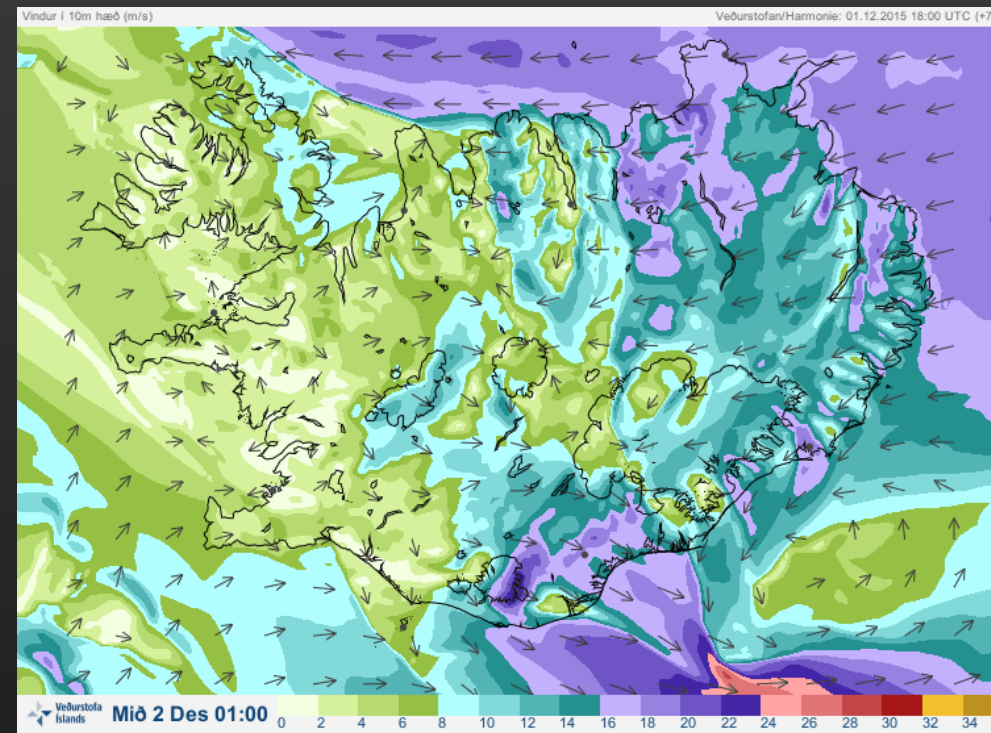 Vindur í 10m hæð (m/s)
Veðurstofan/Harmonie: 01.12.2015 18:00 UTC (+7
Veðurstofa
Íslands
Mið 2 Des 01:00
0 2 4 6 8 10 12 14 16 18 20 22 24 26 28 30 32 34